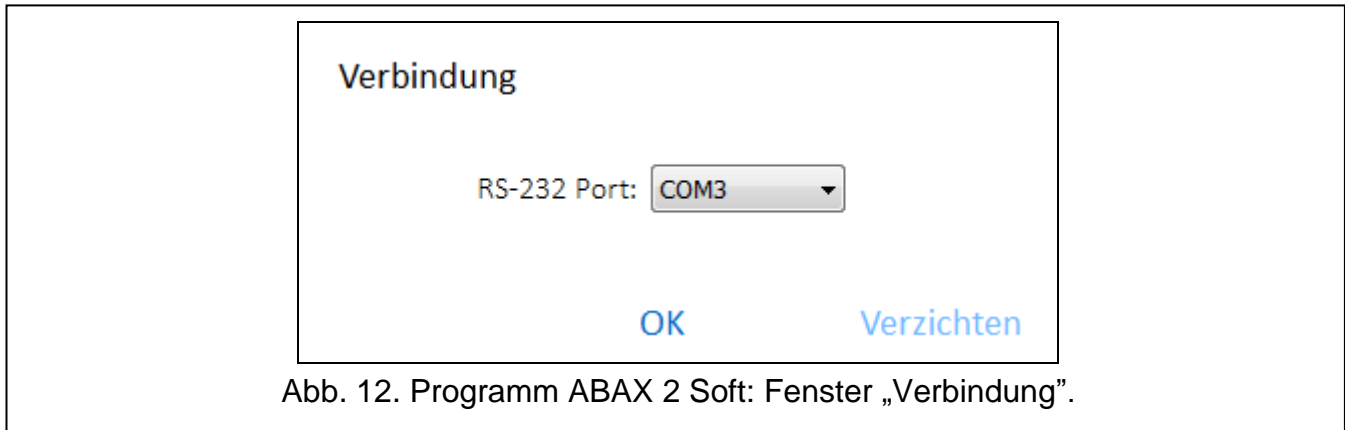 Verbindung
RS-232 Port: COM3
OK Verzichten
Abb. 12. Programm ABAX 2 Soft: Fenster „Verbindung”.